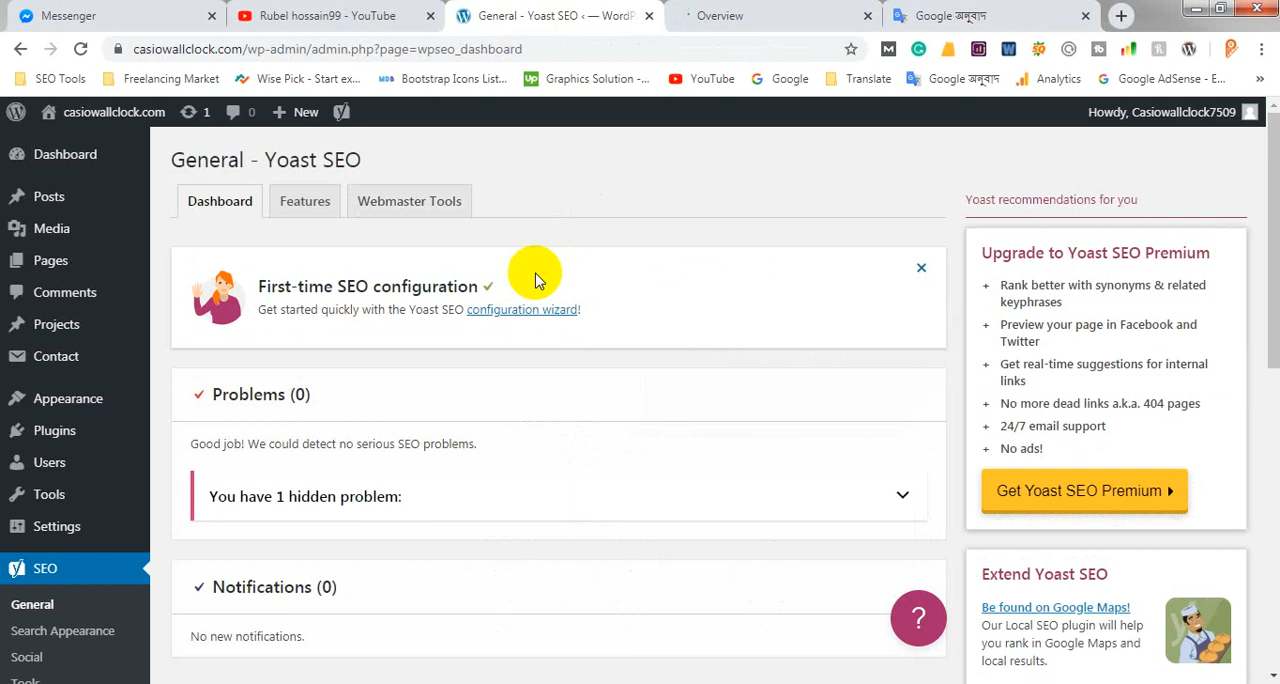 Messenger
Rubel hossain99 - YouTube
General - Yoast SEO ‹ — WordP
Overview
Google অনুবাদ
casiowallclock.com/wp-admin/admin.php?page=wpseo_dashboard
SEO Tools
Freelancing Market
Wise Pick - Start ex...
Bootstrap Icons List...
Graphics Solution -...
YouTube
Google
Translate
Google অনুবাদ
Analytics
Google AdSense - E...
casiowallclock.com
1
0
New
Howdy, Casiowallclock7509
Dashboard
Posts
Media
Pages
Comments
Projects
Contact
Appearance
Plugins
Users
Tools
Settings
SEO
General
Search Appearance
Social
Tools
General - Yoast SEO
Dashboard
Features
Webmaster Tools
First-time SEO configuration
Get started quickly with the Yoast SEO configuration wizard!
Problems (0)
Good job! We could detect no serious SEO problems.
You have 1 hidden problem:
Notifications (0)
No new notifications.
?
Yoast recommendations for you
Upgrade to Yoast SEO Premium
+ Rank better with synonyms & related
keyphrases
+ Preview your page in Facebook and
Twitter
+ Get real-time suggestions for internal
links
+ No more dead links a.k.a. 404 pages
+ 24/7 email support
+ No ads!
Get Yoast SEO Premium
Extend Yoast SEO
Be found on Google Maps!
Our Local SEO plugin will help
you rank in Google Maps and
local results.